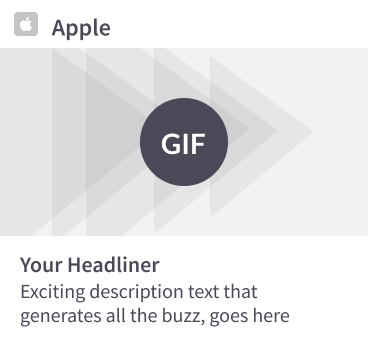 Apple
GIF
Your Headliner
Exciting description text that
generates all the buzz, goes here